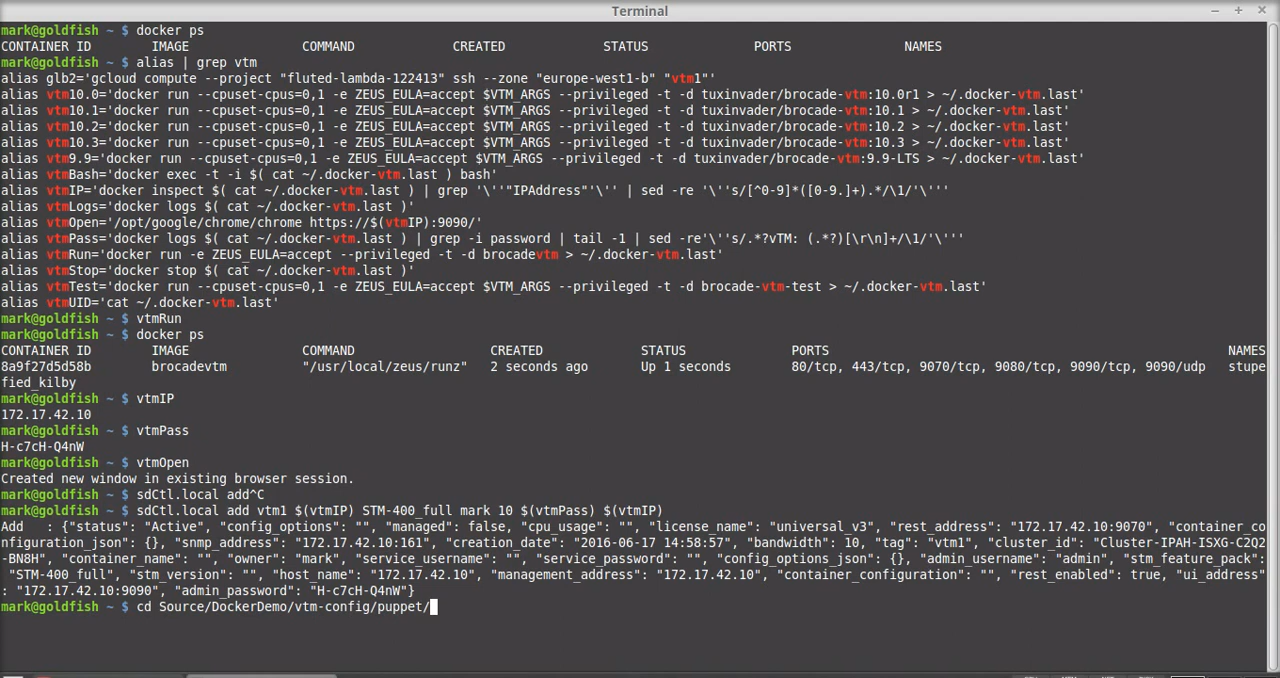 Terminal
mark@goldfish ~ $ docker ps
CONTAINER ID        IMAGE               COMMAND             CREATED             STATUS              PORTS               NAMES
mark@goldfish ~ $ alias | grep vtm
alias glb2='gcloud compute --project "fluted-lambda-122413" ssh --zone "europe-west1-b" "vtm1"'
alias vtm10.0='docker run --cpuset-cpus=0,1 -e ZEUS_EULA=accept $VTM_ARGS --privileged -t -d tuxinvader/brocade-vtm:10.0r1 > ~/.docker-vtm.last'
alias vtm10.1='docker run --cpuset-cpus=0,1 -e ZEUS_EULA=accept $VTM_ARGS --privileged -t -d tuxinvader/brocade-vtm:10.1 > ~/.docker-vtm.last'
alias vtm10.2='docker run --cpuset-cpus=0,1 -e ZEUS_EULA=accept $VTM_ARGS --privileged -t -d tuxinvader/brocade-vtm:10.2 > ~/.docker-vtm.last'
alias vtm10.3='docker run --cpuset-cpus=0,1 -e ZEUS_EULA=accept $VTM_ARGS --privileged -t -d tuxinvader/brocade-vtm:10.3 > ~/.docker-vtm.last'
alias vtm9.9='docker run --cpuset-cpus=0,1 -e ZEUS_EULA=accept $VTM_ARGS --privileged -t -d tuxinvader/brocade-vtm:9.9-LTS > ~/.docker-vtm.last'
alias vtmBash='docker exec -t -i $( cat ~/.docker-vtm.last ) bash'
alias vtmIP='docker inspect $( cat ~/.docker-vtm.last ) | grep '\''"IPAddress"'\'' | sed -re '\''s/[^0-9]*([0-9.]+).*/\1/'\'''
alias vtmLogs='docker logs $( cat ~/.docker-vtm.last )'
alias vtmOpen='/opt/google/chrome/chrome https://$(vtmIP):9090/'
alias vtmPass='docker logs $( cat ~/.docker-vtm.last ) | grep -i password | tail -1 | sed -re'\''s/.*?vTM: (.*?)[\r\n]+/\1/'\'''
alias vtmRun='docker run -e ZEUS_EULA=accept --privileged -t -d brocadevtm > ~/.docker-vtm.last'
alias vtmStop='docker stop $( cat ~/.docker-vtm.last )'
alias vtmTest='docker run --cpuset-cpus=0,1 -e ZEUS_EULA=accept $VTM_ARGS --privileged -t -d brocade-vtm-test > ~/.docker-vtm.last'
alias vtmUID='cat ~/.docker-vtm.last'
mark@goldfish ~ $ vtmRun
mark@goldfish ~ $ docker ps
CONTAINER ID        IMAGE               COMMAND                  CREATED             STATUS              PORTS                                                     NAMES
8a9f27d5d58b        brocadevtm          "/usr/local/zeus/runz"   2 seconds ago       Up 1 seconds        80/tcp, 443/tcp, 9070/tcp, 9080/tcp, 9090/tcp, 9090/udp   stupe
fied_kilby
mark@goldfish ~ $ vtmIP
172.17.42.10
mark@goldfish ~ $ vtmPass
H-c7cH-Q4nW
mark@goldfish ~ $ vtmOpen
Created new window in existing browser session.
mark@goldfish ~ $ sdCtl.local add^C
mark@goldfish ~ $ sdCtl.local add vtm1 $(vtmIP) STM-400_full mark 10 $(vtmPass) $(vtmIP)
Add   : {"status": "Active", "config_options": "", "managed": false, "cpu_usage": "", "license_name": "universal_v3", "rest_address": "172.17.42.10:9070", "container_co
nfiguration_json": {}, "snmp_address": "172.17.42.10:161", "creation_date": "2016-06-17 14:58:57", "bandwidth": 10, "tag": "vtm1", "cluster_id": "Cluster-IPAH-ISXG-C2Q2
-BN8H", "container_name": "", "owner": "mark", "service_username": "", "service_password": "", "config_options_json": {}, "admin_username": "admin", "stm_feature_pack":
 "STM-400_full", "stm_version": "", "host_name": "172.17.42.10", "management_address": "172.17.42.10", "container_configuration": "", "rest_enabled": true, "ui_address"
: "172.17.42.10:9090", "admin_password": "H-c7cH-Q4nW"}
mark@goldfish ~ $ cd Source/DockerDemo/vtm-config/puppet/